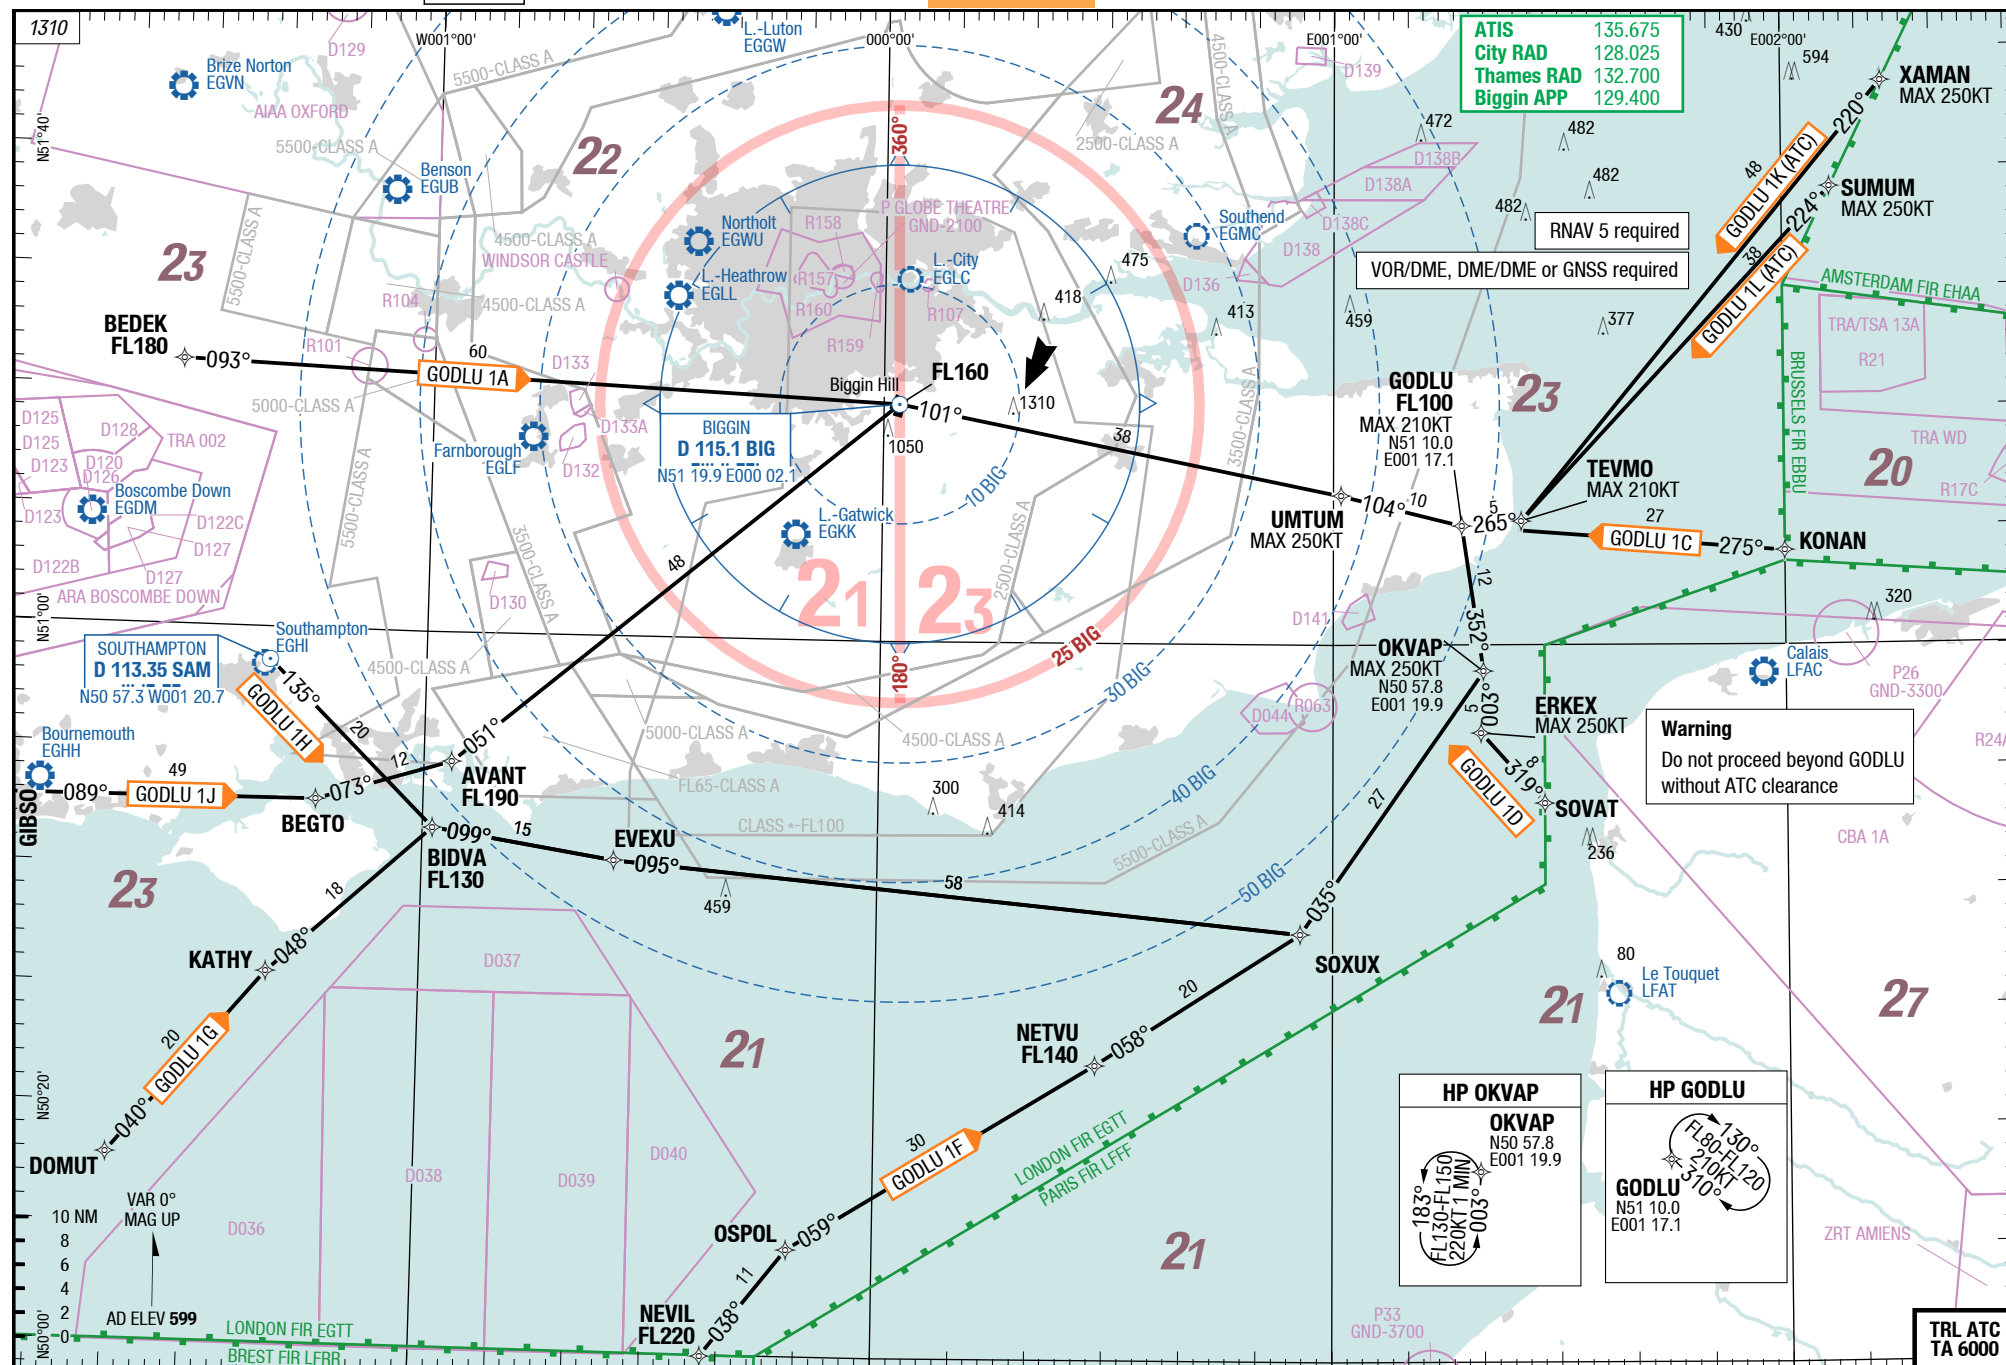 1310
D129
W001°00'
L.-Luton
EGGW
000°00'
E001°00'
E002°00'
ATIS 135.675
City RAD 128.025
Thames RAD 132.700
Biggin APP 129.400
430
594
XAMAN
MAX 250KT
220°
Brize Norton
EGVN
AIAA OXFORD
5500-CLASS A
5500-CLASS A
4500-CLASS A
24
D139
2500-CLASS A
472
482
482
482
D138B
D138A
D138C
D138
D136
48
GODLU 1K (ATC)
SUMUM
MAX 250KT
224°
38
GODLU 1L (ATC)
N51°40'
22
360°
Benson
EGUB
5500-CLASS A
4500-CLASS A
WINDSOR CASTLE
4500-CLASS A
R104
R101
23
Northolt
EGWU
L.-Heathrow
EGLL
R158
P GLOBE THEATRE
GND-2100
R157
R160
R159
L.-City
EGLC
R107
475
418
413
Southend
EGMC
459
377
RNAV 5 required
VOR/DME, DME/DME or GNSS required
AMSTERDAM FIR EHAA
TRA/TSA 13A
R21
BRUSSELS FIR EBBU
TRA WD
R17C
20
BEDEK
FL180
093°
60
GODLU 1A
D133
D133A
D132
5000-CLASS A
Biggin Hill
FL160
101°
1310
1050
38
3500-CLASS A
BIGGIN
D 115.1 BIG
N51 19.9 E000 02.1
10 BIG
GODLU
FL100
MAX 210KT
N51 10.0
E001 17.1
23
TEVMO
MAX 210KT
5
265°
27
GODLU 1C
275°
KONAN
UMTUM
MAX 250KT
104°
10
D125
D125
D128
TRA 002
D123
D120
D126
D123
Boscombe Down
EGDM
D122C
D127
D122B
D127
ARA BOSCOMBE DOWN
Farnborough
EGLF
5500-CLASS A
3500-CLASS A
D130
48
L.-Gatwick
EGKK
2500-CLASS A
21
23
180°
25 BIG
30 BIG
40 BIG
50 BIG
N51°00'
12
352°
D141
320
OKVAP
MAX 250KT
N50 57.8
E001 19.9
003°
5
ERKEX
MAX 250KT
Calais
LFAC
P26
GND-3300
R24A
Warning
Do not proceed beyond GODLU
without ATC clearance
SOUTHAMPTON
D 113.35 SAM
N50 57.3 W001 20.7
Southampton
EGHI
4500-CLASS A
135°
GODLU 1H
20
Bournemouth
EGHH
GIBSO
089°
49
GODLU 1J
BEGTO
073°
12
051°
AVANT
FL190
5000-CLASS A
4500-CLASS A
FL65-CLASS A
CLASS *-FL100
5500-CLASS A
300
414
459
D044
R063
GODLU 1D
8
319°
SOVAT
236
CBA 1A
BIDVA
FL130
099°
15
EVEXU
095°
58
27
035°
SOXUX
23
18
KATHY
048°
20
GODLU 1G
040°
DOMUT
N50°20'
D037
D038
D039
D040
D036
21
NETVU
FL140
058°
20
80
Le Touquet
LFAT
21
27
30
GODLU 1F
059°
OSPOL
11
038°
NEVIL
FL220
LONDON FIR EGTT
PARIS FIR LFFF
21
HP OKVAP
OKVAP
N50 57.8
E001 19.9
183°
FL130-FL150
220KT 1 MIN
003°
HP GODLU
130°
FL80-FL120
210KT
310°
GODLU
N51 10.0
E001 17.1
ZRT AMIENS
P33
GND-3700
VAR 0°
MAG UP
10 NM
8
6
4
2
0
AD ELEV 599
N50°00'
LONDON FIR EGTT
BREST FIR LFRR
TRL ATC
TA 6000